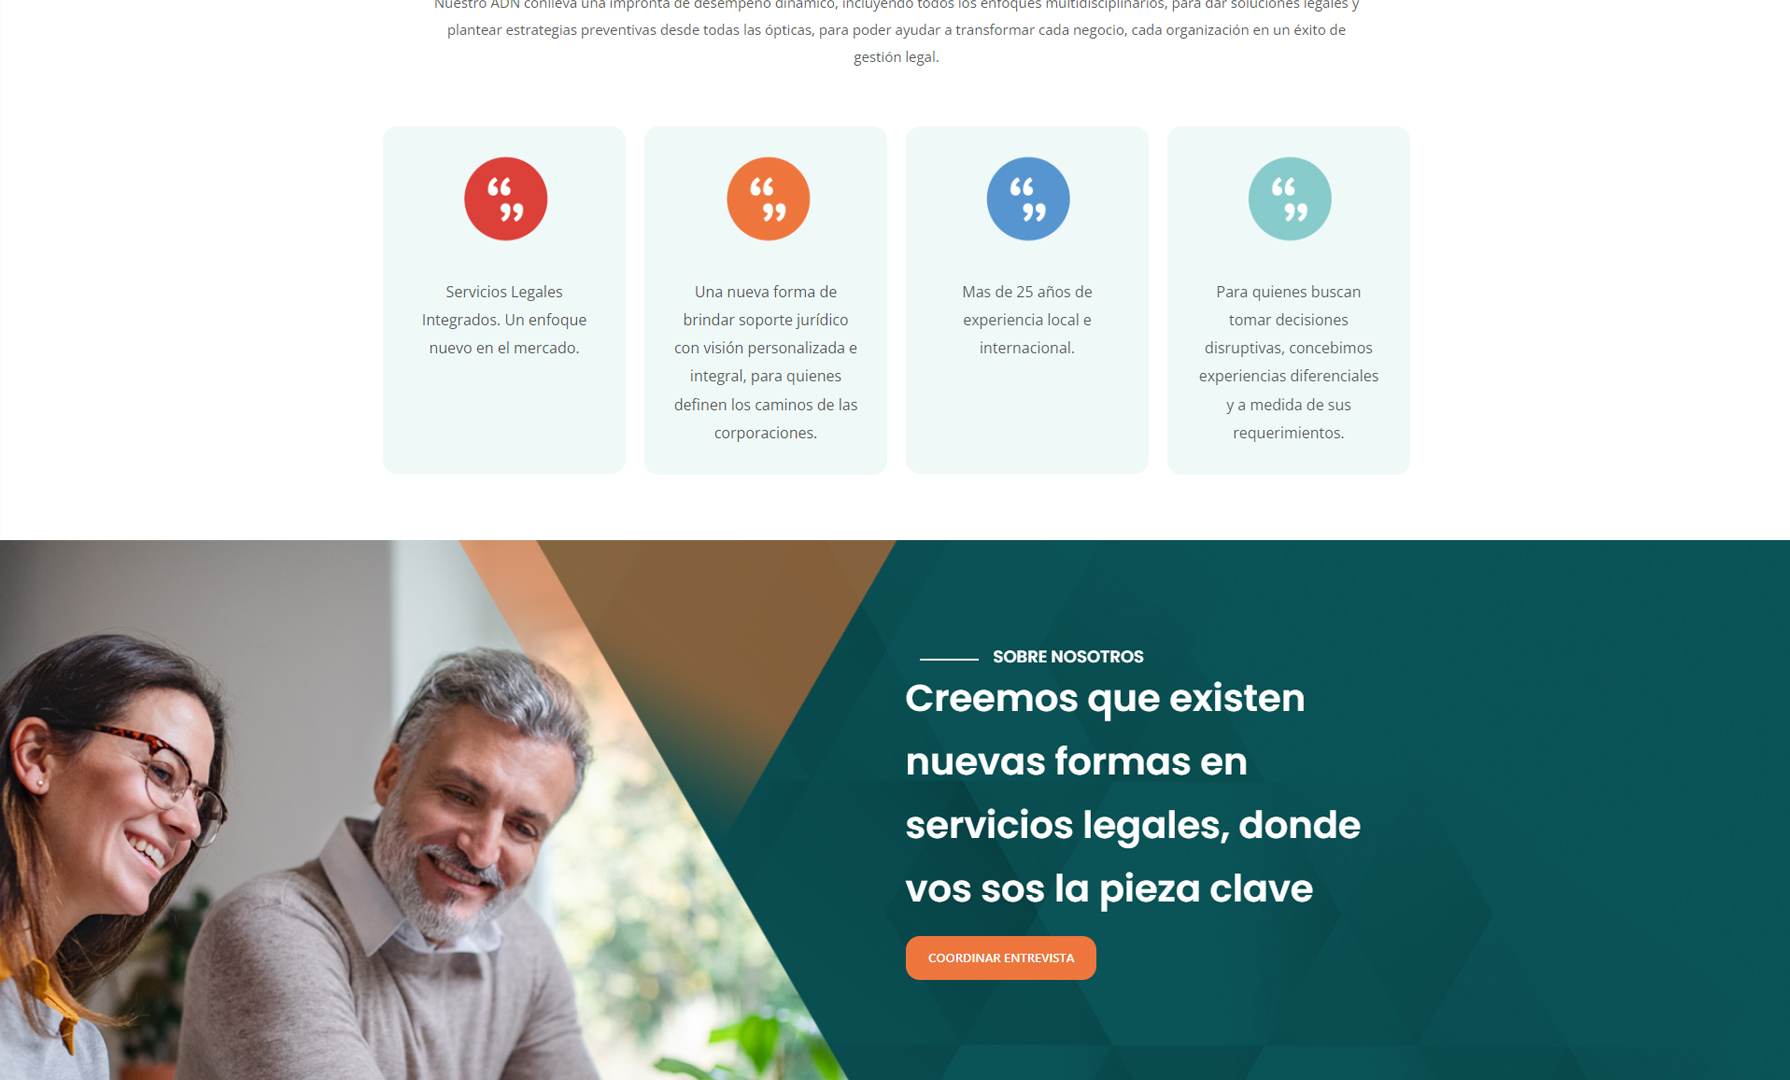 Nuestro ADN conlleva una impronta de desempeño dinámico, incluyendo todos los enfoques multidisciplinarios, para dar soluciones legales y
plantear estrategias preventivas desde todas las ópticas, para poder ayudar a transformar cada negocio, cada organización en un éxito de
gestión legal.
Servicios Legales
Integrados. Un enfoque
nuevo en el mercado.
Una nueva forma de
brindar soporte jurídico
con visión personalizada e
integral, para quienes
definen los caminos de las
corporaciones.
Mas de 25 años de
experiencia local e
internacional.
Para quienes buscan
tomar decisiones
disruptivas, concebimos
experiencias diferenciales
y a medida de sus
requerimientos.
SOBRE NOSOTROS
Creemos que existen
nuevas formas en
servicios legales, donde
vos sos la pieza clave
COORDINAR ENTREVISTA